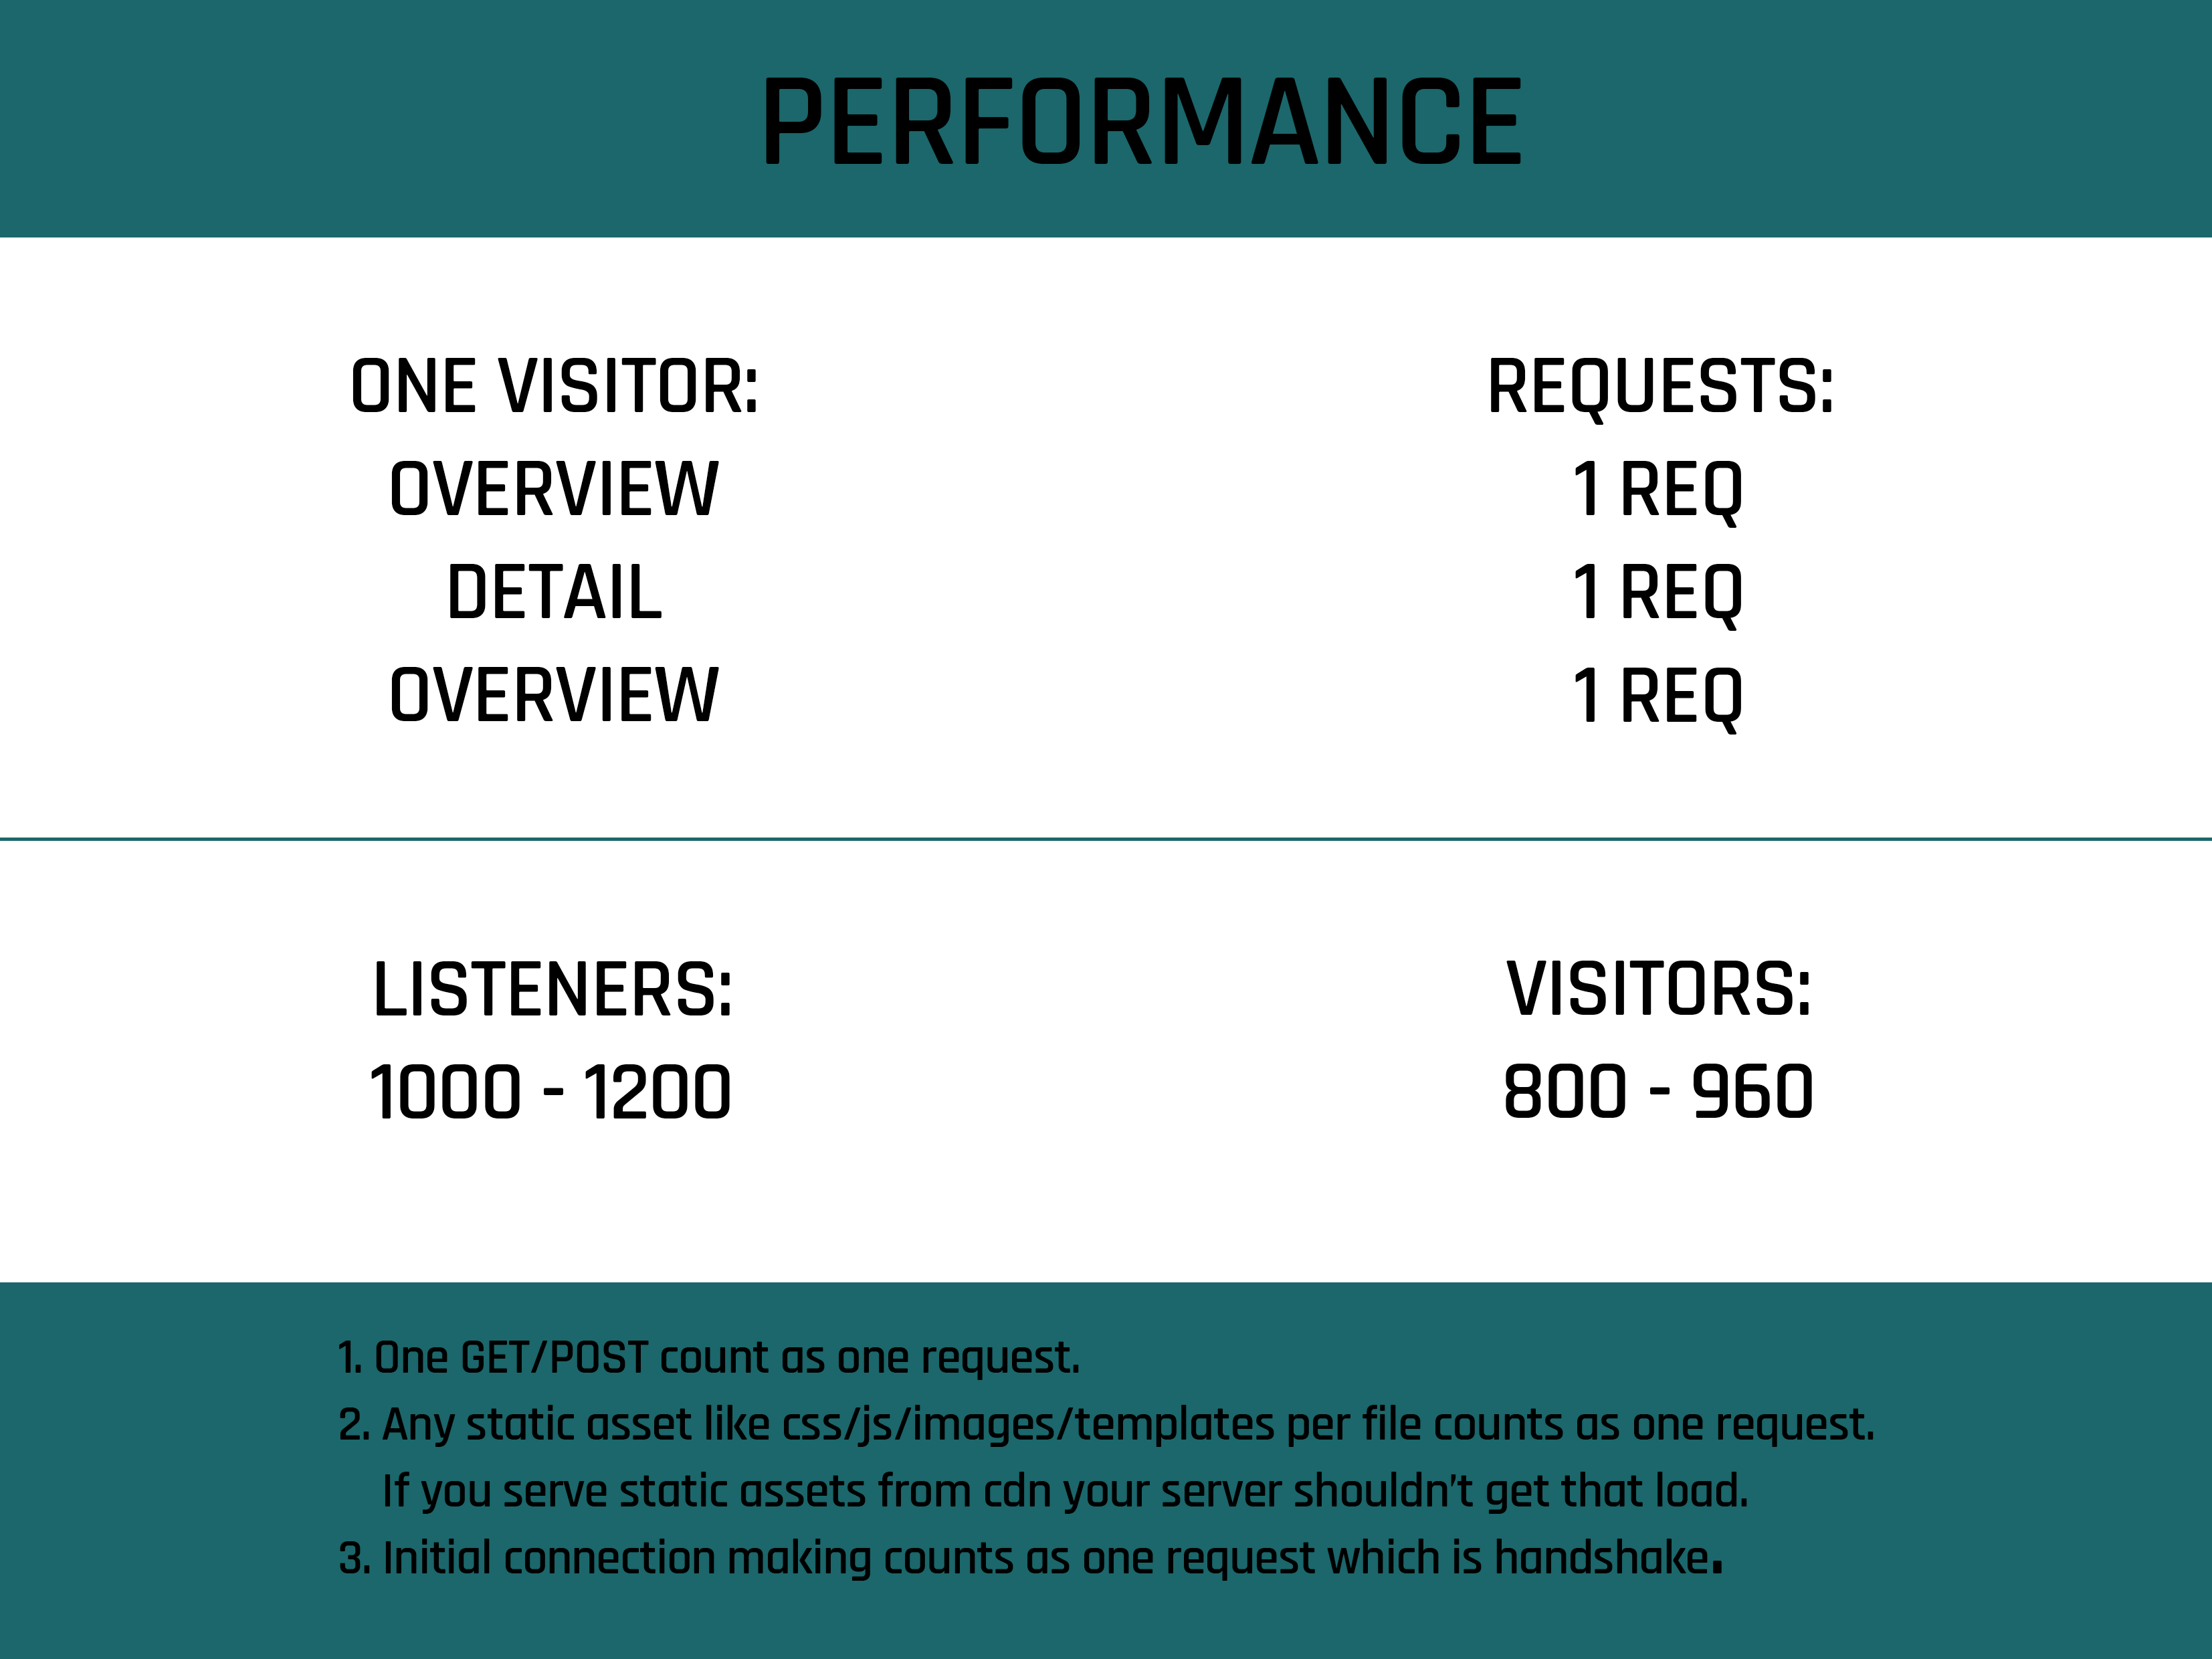 PERFORMANCE
ONE VISITOR:
OVERVIEW
DETAIL
OVERVIEW
REQUESTS:
1 REQ
1 REQ
1 REQ
LISTENERS:
1000 - 1200
VISITORS:
800 - 960
1. One GET/POST count as one request.
2. Any static asset like css/js/images/templates per file counts as one request.
If you serve static assets from cdn your server shouldn't get that load.
3. Initial connection making counts as one request which is handshake.